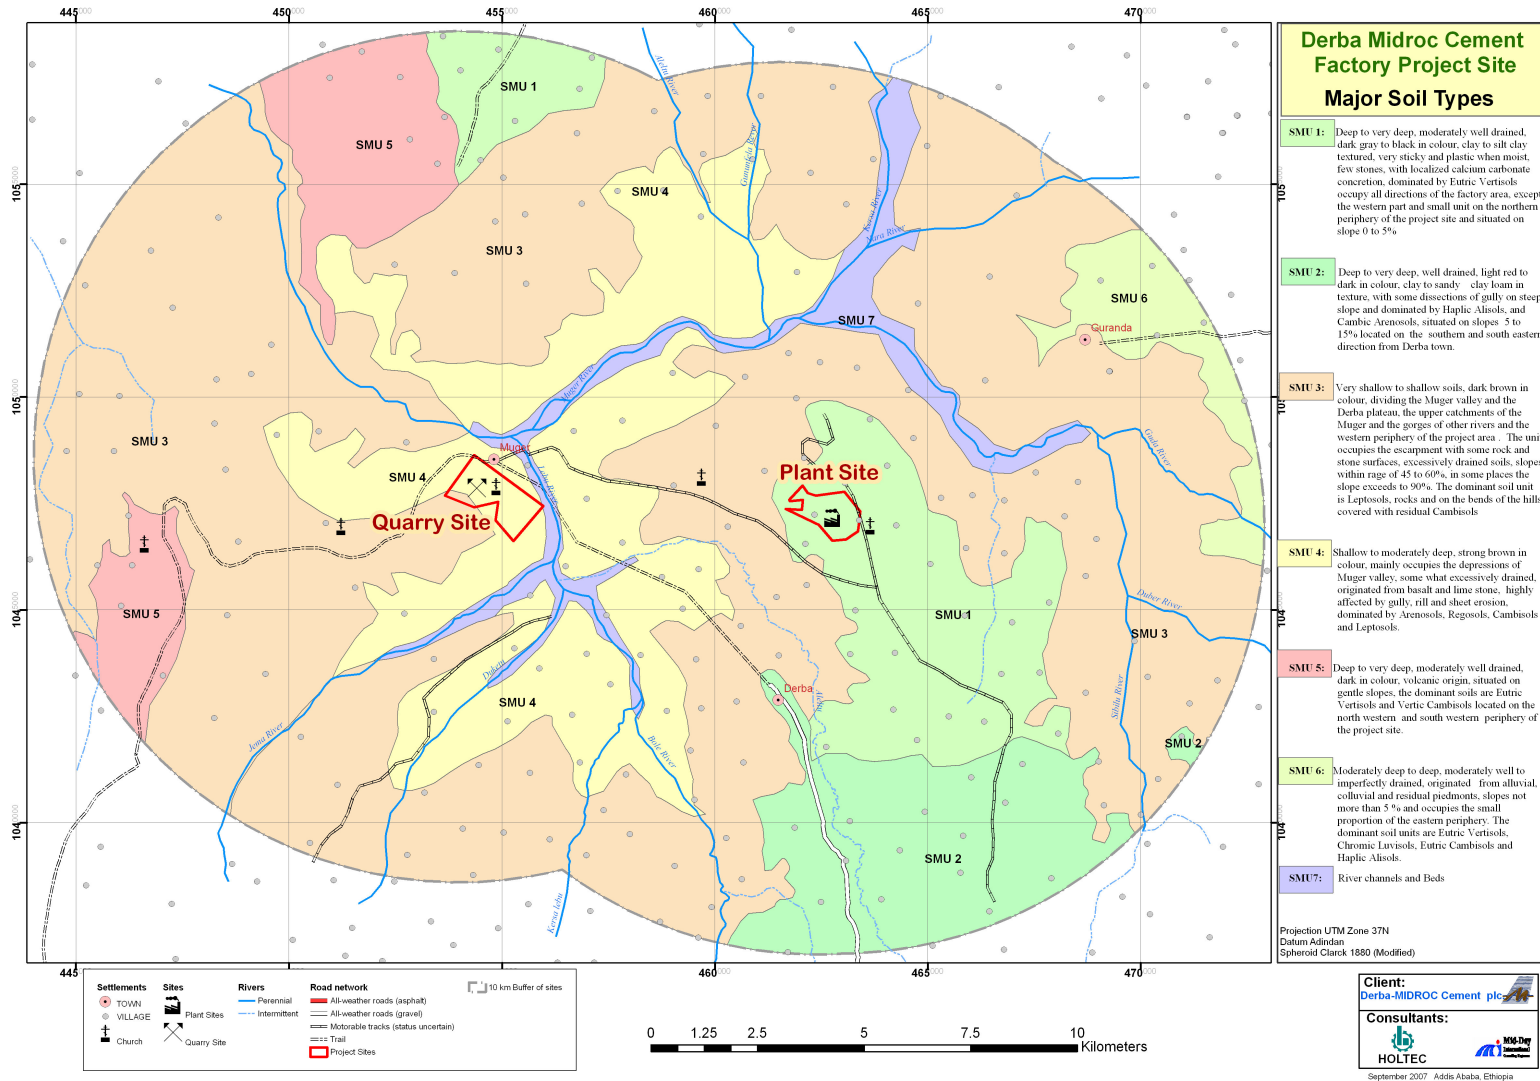 445000
450000
455000
460000
465000
470000
Derba Midroc Cement
Factory Project Site
Major Soil Types
SMU 1:
Deep to very deep, moderately well drained,
dark gray to black in colour, clay to silt clay
textured, very sticky and plastic when moist,
few stones, with localized calcium carbonate
concretion, dominated by Eutric Vertisols
occupy all directions of the factory area, except
the western part and small unit on the northern
periphery of the project site and situated on
slope 0 to 5%
SMU 2:
Deep to very deep, well drained, light red to
dark in colour, clay to sandy clay loam in
texture, with some dissections of gully on steep
slope and dominated by Haplic Alisols, and
Cambic Arenosols, situated on slopes 5 to
15% located on the southern and south eastern
direction from Derba town.
SMU 3:
Very shallow to shallow soils, dark brown in
colour, dividing the Muger valley and the
Derba plateau, the upper catchments of the
Muger and the gorges of other rivers and the
western periphery of the project area . The unit
occupies the escarpment with some rock and
stone surfaces, excessively drained soils, slopes
within rage of 45 to 60%, in some places the
slope exceeds to 90%. The dominant soil unit
is Leptosols, rocks and on the bends of the hills
covered with residual Cambisols
SMU 4:
Shallow to moderately deep, strong brown in
colour, mainly occupies the depressions of
Muger valley, some what excessively drained,
originated from basalt and lime stone, highly
affected by gully, rill and sheet erosion,
dominated by Arenosols, Regosols, Cambisols
and Leptosols.
SMU 5:
Deep to very deep, moderately well drained,
dark in colour, volcanic origin, situated on
gentle slopes, the dominant soils are Eutric
Vertisols and Vertic Cambisols located on the
north western and south western periphery of
the project site.
SMU 6:
Moderately deep to deep, moderately well to
imperfectly drained, originated from alluvial,
colluvial and residual piedmonts, slopes not
more than 5 % and occupies the small
proportion of the eastern periphery. The
dominant soil units are Eutric Vertisols,
Chromic Luvisols, Eutric Cambisols and
Haplic Alisols.
SMU7:
River channels and Beds
Projection UTM Zone 37N
Datum Adindan
Spheroid Clarck 1880 (Modified)
SMU 1
SMU 5
SMU 4
SMU 3
SMU 6
SMU 7
Guranda
Aleltu River
Muger River
SMU 3
Muger
SMU 4
Plant Site
Quarry Site
Guda River
SMU 5
SMU 1
Duber River
SMU 3
Derba
Sibilu River
SMU 4
SMU 2
Jema River
Bale River
SMU 2
Kersa lebu
445000
450000
455000
460000
465000
470000
Settlements
TOWN
VILLAGE
Church
Sites
Plant Sites
Quarry Site
Rivers
Perennial
Intermittent
Road network
All-weather roads (asphalt)
All-weather roads (gravel)
Motorable tracks (status uncertain)
Trail
Project Sites
10 km Buffer of sites
0 1.25 2.5 5 7.5 10
Kilometers
Client:
Derba-MIDROC Cement plc
Consultants:
HOLTEC
Mid-Day
International
September 2007 Addis Ababa, Ethiopia